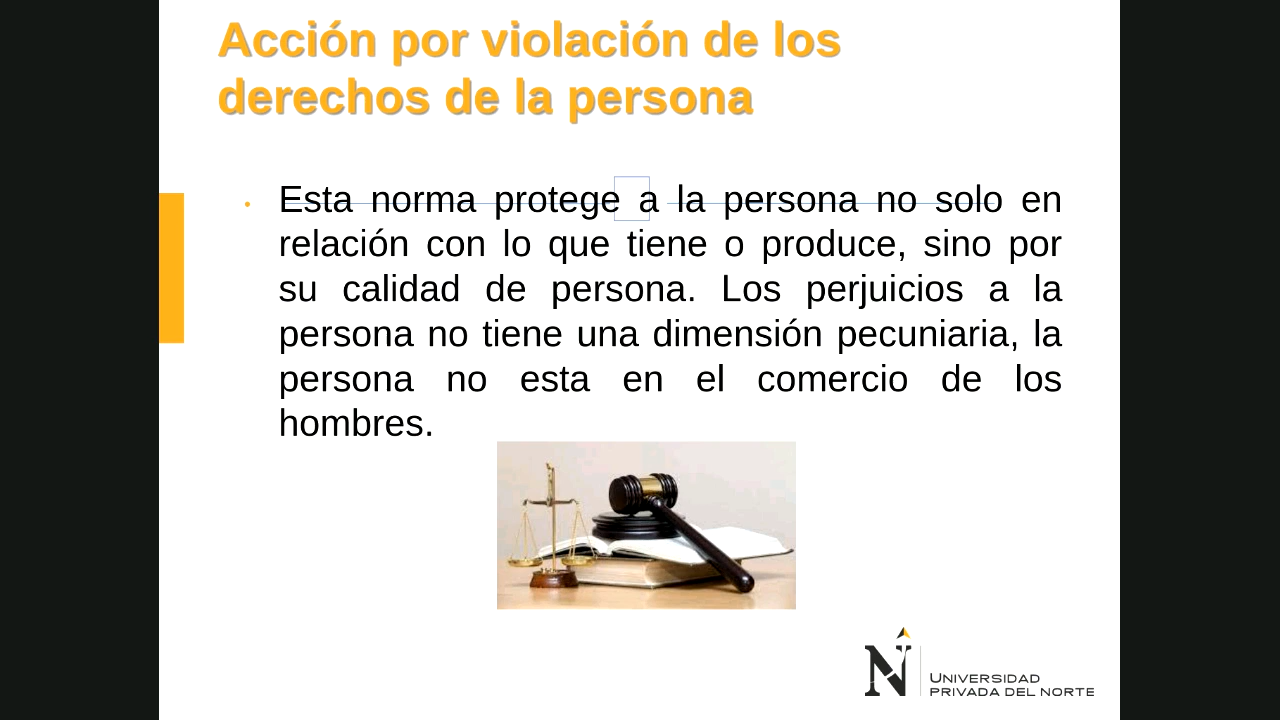 Acción por violación de los
derechos de la persona
• Esta norma protege a la persona no solo en
relación con lo que tiene o produce, sino por
su calidad de persona. Los perjuicios a la
persona no tiene una dimensión pecuniaria, la
persona no esta en el comercio de los
hombres.
N UNIVERSIDAD
PRIVADA DEL NORTE